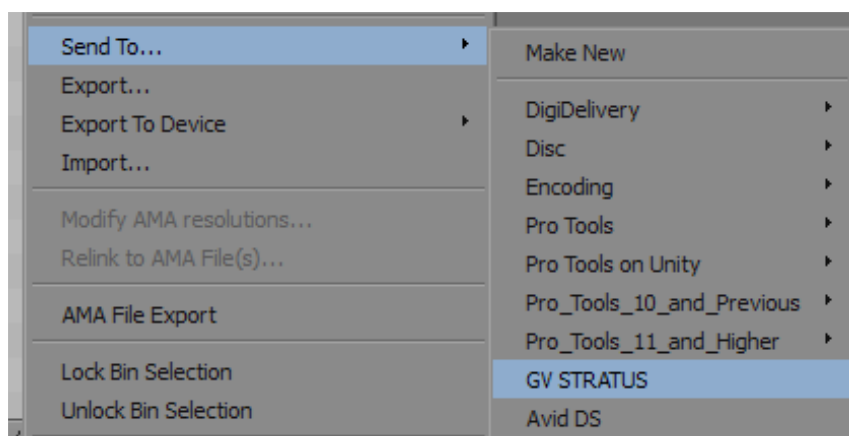 Send To...
Export...
Export To Device
Import...
Modify AMA resolutions...
Relink to AMA File(s)...
AMA File Export
Lock Bin Selection
Unlock Bin Selection
Make New
DigiDelivery
Disc
Encoding
Pro Tools
Pro Tools on Unity
Pro_Tools_10_and_Previous
Pro_Tools_11_and_Higher
GV STRATUS
Avid DS